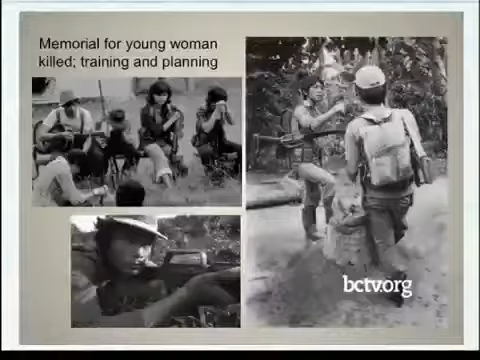 Memorial for young woman
killed; training and planning
bctv.org